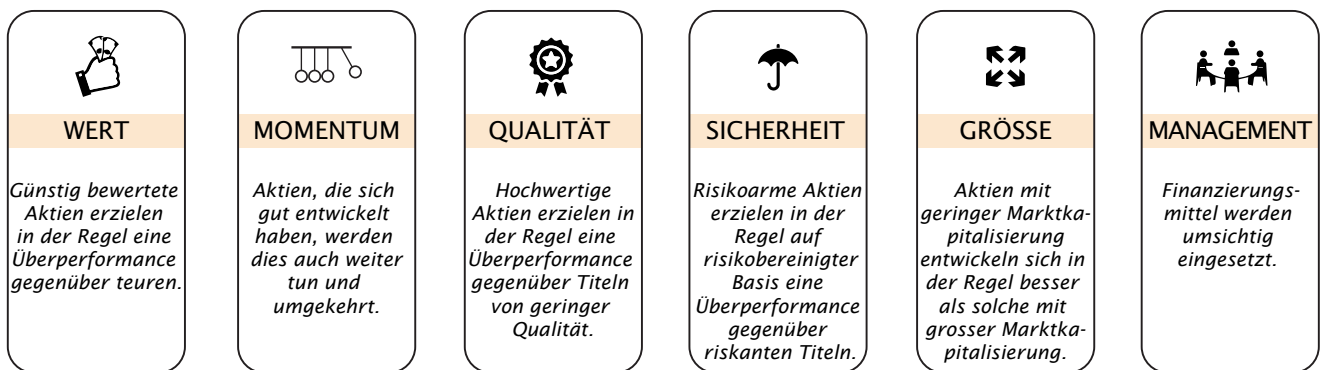 WERT
Günstig bewertete
Aktien erzielen
in der Regel eine
Überperformance
gegenüber teuren.
MOMENTUM
Aktien, die sich
gut entwickelt
haben, werden
dies auch weiter
tun und
umgekehrt.
QUALITÄT
Hochwertige
Aktien erzielen in
der Regel eine
Überperformance
gegenüber Titeln
von geringer
Qualität.
SICHERHEIT
Risikoarme Aktien
erzielen in der
Regel auf
risikobereinigter
Basis eine
Überperformance
gegenüber
riskanten Titeln.
GRÖSSE
Aktien mit
geringer Marktka-
pitalisierung
entwickeln sich in
der Regel besser
als solche mit
grosser Marktka-
pitalisierung.
MANAGEMENT
Finanzierungs-
mittel werden
umsichtig
eingesetzt.